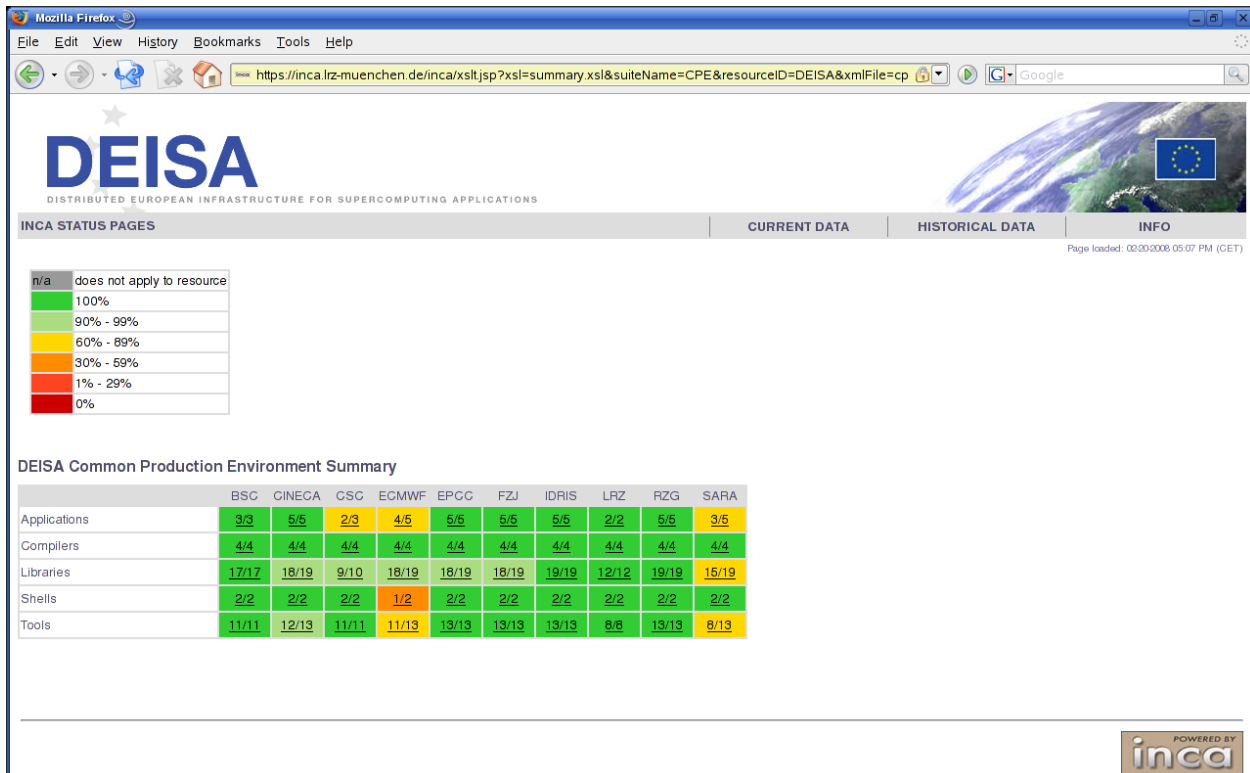 Mozilla Firefox
File Edit View History Bookmarks Tools Help
https://inca.lrz-muenchen.de/inca/xslt.jsp?xsl=summary.xsl&suiteName=CPE&resourceID=DEISA&xmlFile=cp G Google
DEISA
DISTRIBUTED EUROPEAN INFRASTRUCTURE FOR SUPERCOMPUTING APPLICATIONS
INCA STATUS PAGES CURRENT DATA HISTORICAL DATA INFO
Page loaded: 02-20-2008 05:07 PM (CET)
n/a does not apply to resource
100%
90% - 99%
60% - 89%
30% - 59%
1% - 29%
0%
DEISA Common Production Environment Summary
BSC CINECA CSC ECMWF EPCC FZJ IDRIS LRZ RZG SARA
Applications 3/3 5/5 2/3 4/5 5/5 5/5 5/5 2/2 5/5 3/5
Compilers 4/4 4/4 4/4 4/4 4/4 4/4 4/4 4/4 4/4 4/4
Libraries 17/17 18/19 9/10 18/19 18/19 18/19 19/19 12/12 19/19 15/19
Shells 2/2 2/2 2/2 1/2 2/2 2/2 2/2 2/2 2/2 2/2
Tools 11/11 12/13 11/11 11/13 13/13 13/13 13/13 8/8 13/13 8/13
POWERED BY
inca